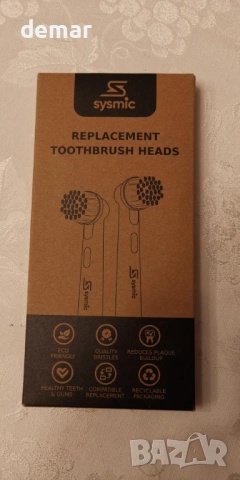 demar
sysmic
REPLACEMENT
TOOTHBRUSH HEADS
sysmic
sysmic
ECO
FRIENDLY
QUALITY
BRISTLES
REDUCES PLAQUE
BUILDUP
HEALTHY TEETH
& GUMS
COMPATIBLE
REPLACEMENT
RECYCLABLE
PACKAGING
bazar